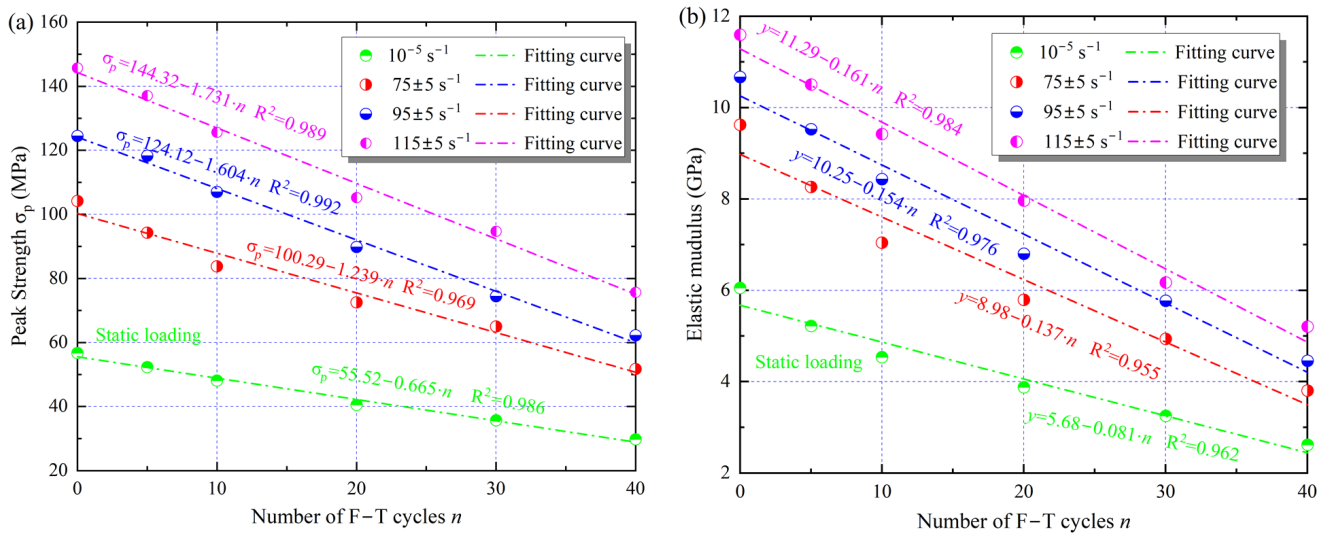 (a)
Peak Strength σp (MPa)
160
140
120
100
80
60
40
20
0
10
20
30
40
Number of F−T cycles n
10⁻⁵ s⁻¹ Fitting curve
75±5 s⁻¹ Fitting curve
95±5 s⁻¹ Fitting curve
115±5 s⁻¹ Fitting curve
σp=144.32−1.731·n R²=0.989
σp=124.12−1.604·n R²=0.992
σp=100.29−1.239·n R²=0.969
Static loading
σp=55.52−0.665·n R²=0.986
(b)
Elastic mudulus (GPa)
12
10
8
6
4
2
0
10
20
30
40
Number of F−T cycles n
10⁻⁵ s⁻¹ Fitting curve
75±5 s⁻¹ Fitting curve
95±5 s⁻¹ Fitting curve
115±5 s⁻¹ Fitting curve
y=11.29−0.161·n R²=0.984
y=10.25−0.154·n R²=0.976
y=8.98−0.137·n R²=0.955
Static loading
y=5.68−0.081·n R²=0.962